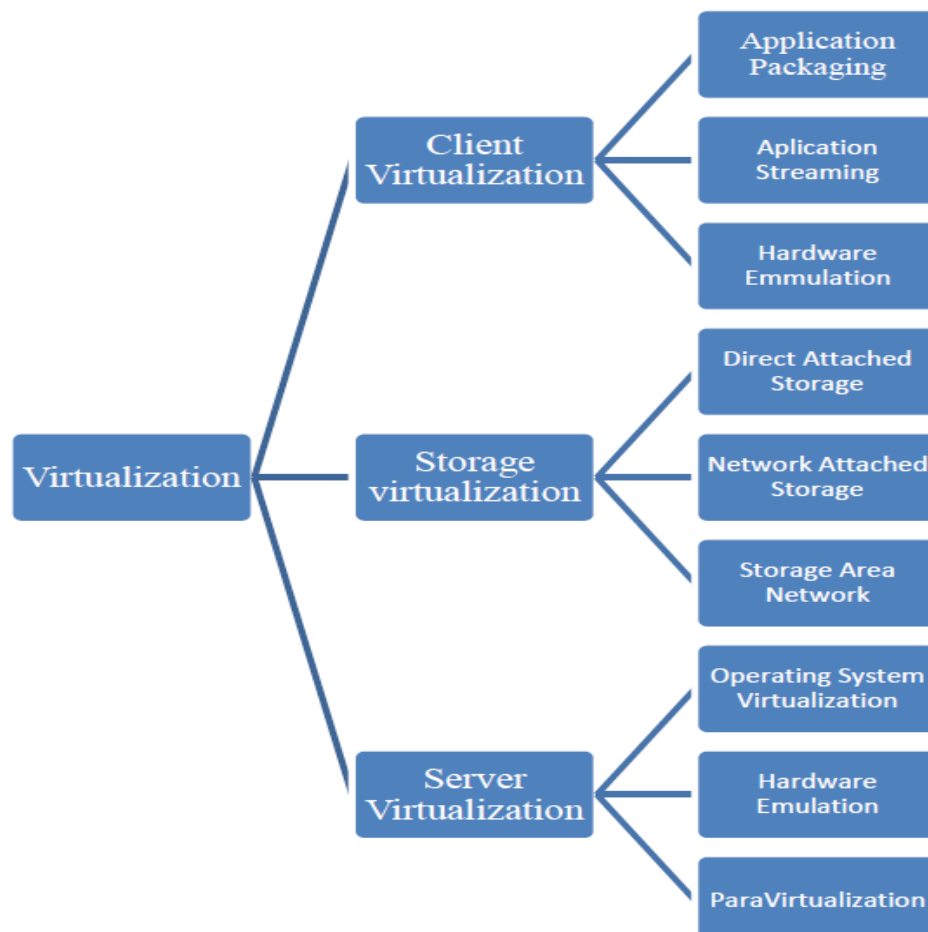 Application
Packaging
Client
Virtualization
Aplication
Streaming
Hardware
Emmulation
Direct Attached
Storage
Virtualization
Storage
virtualization
Network Attached
Storage
Storage Area
Network
Operating System
Virtualization
Server
Virtualization
Hardware
Emulation
ParaVirtualization